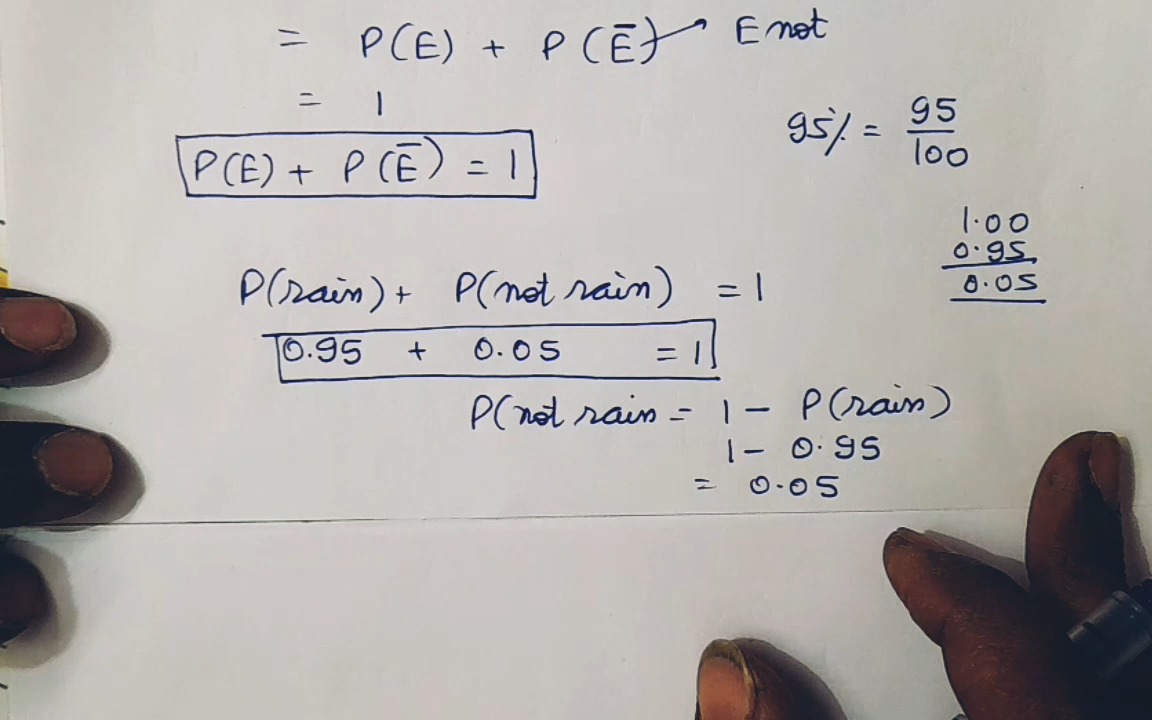 = P(E) + P(Ē) → E not
= 1
P(E) + P(Ē) = 1
95% = 95/100
1.00
0.95
0.05
P(rain) + P(not rain) = 1
0.95 + 0.05 = 1
P(not rain = 1 - P(rain)
1 - 0.95
= 0.05